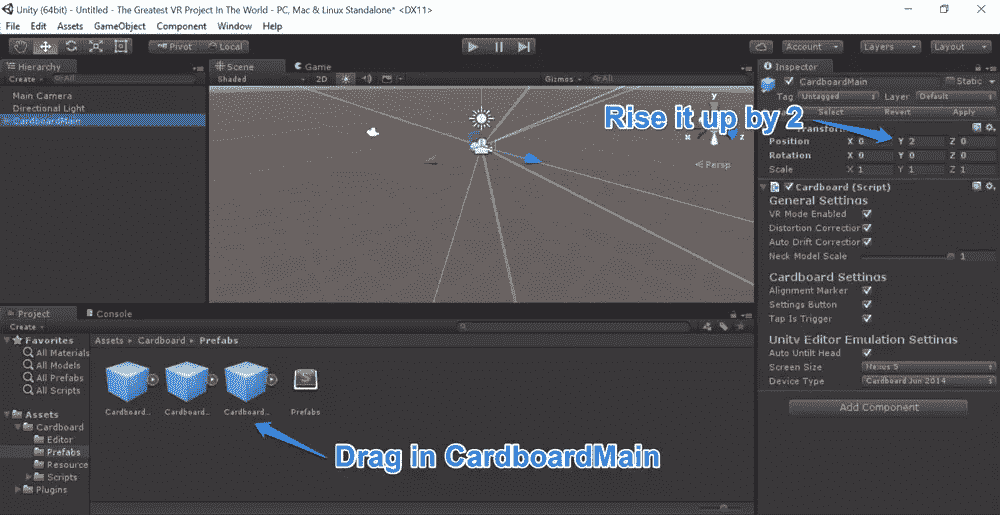 Unity (64bit) - Untitled - The Greatest VR Project In The World - PC, Mac & Linux Standalone* <DX11>
File Edit Assets GameObject Component Window Help
Pivot Local Account Layers Layout
Hierarchy
Create All
Main Camera
Directional Light
CardboardMain
Scene Game
Shaded 2D Gizmos All
y
x z
Persp
Inspector
CardboardMain Static
Tag Untagged Layer Default
Select Revert Apply
Rise it up by 2
Transform
Position X 0 Y 2 Z 0
Rotation X 0 Y 0 Z 0
Scale X 1 Y 1 Z 1
Cardboard (Script)
General Settings
VR Mode Enabled
Distortion Correction
Auto Drift Correction
Neck Model Scale 1
Cardboard Settings
Alignment Marker
Settings Button
Tap Is Trigger
Unity Editor Emulation Settings
Auto Untilt Head
Screen Size Nexus 5
Device Type Cardboard Jun 2014
Add Component
Project Console
Create
Favorites
All Materials
All Models
All Prefabs
All Scripts
Assets
Cardboard
Editor
Prefabs
Resource
Scripts
Plugins
Assets Cardboard Prefabs
Cardboard... Cardboard... Cardboard... Prefabs
Drag in CardboardMain